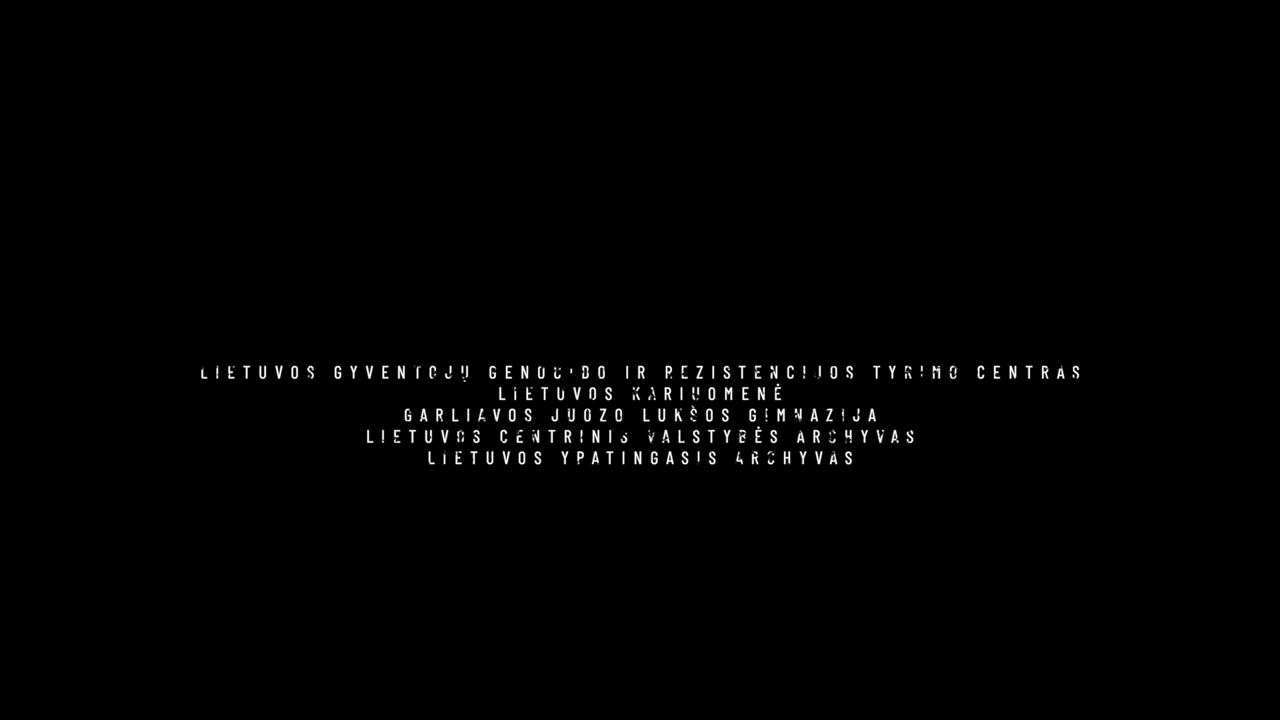 LIETUVOS GYVENTOJŲ GENOCIDO IR REZISTENCIJOS TYRIMO CENTRAS
LIETUVOS KARIUOMENĖ
GARLIAVOS JUOZO LUKŠOS GIMNAZIJA
LIETUVOS CENTRINIS VALSTYBĖS ARCHYVAS
LIETUVOS YPATINGASIS ARCHYVAS